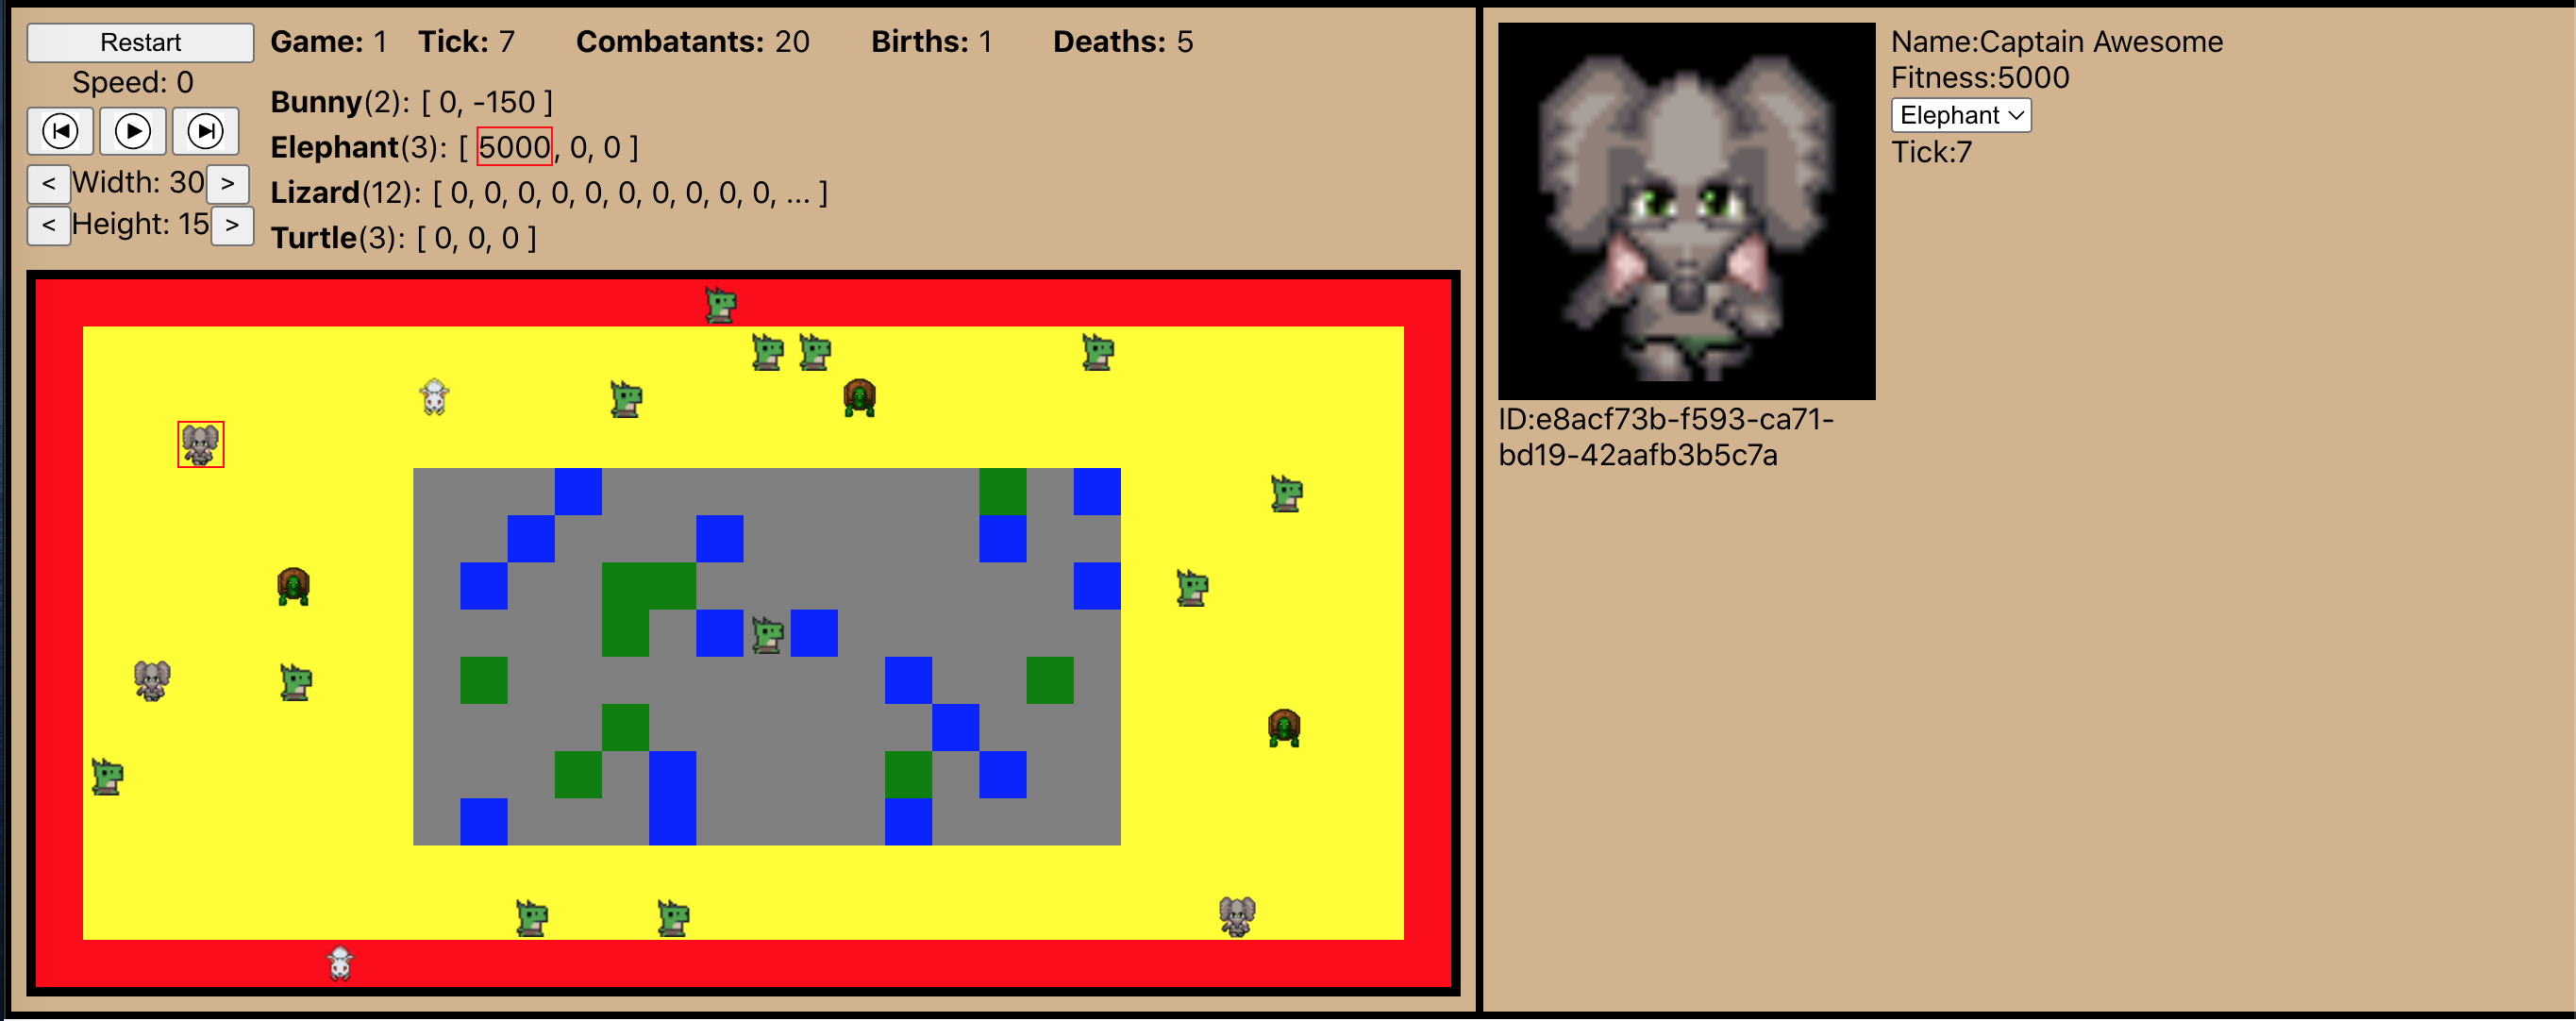 Restart
Game: 1 Tick: 7 Combatants: 20 Births: 1 Deaths: 5
Speed: 0
Bunny(2): [ 0, -150 ]
Elephant(3): [ 5000, 0, 0 ]
< Width: 30 >
Lizard(12): [ 0, 0, 0, 0, 0, 0, 0, 0, 0, 0, ... ]
< Height: 15 >
Turtle(3): [ 0, 0, 0 ]
Name:Captain Awesome
Fitness:5000
Elephant
Tick:7
ID:e8acf73b-f593-ca71-
bd19-42aafb3b5c7a